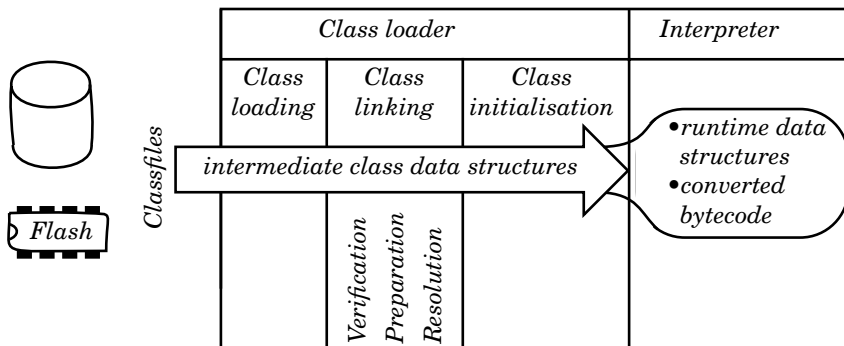 Class loader
Interpreter
Class
loading
Class
linking
Class
initialisation
Classfiles
intermediate class data structures
•runtime data
structures
•converted
bytecode
Flash
Verification
Preparation
Resolution